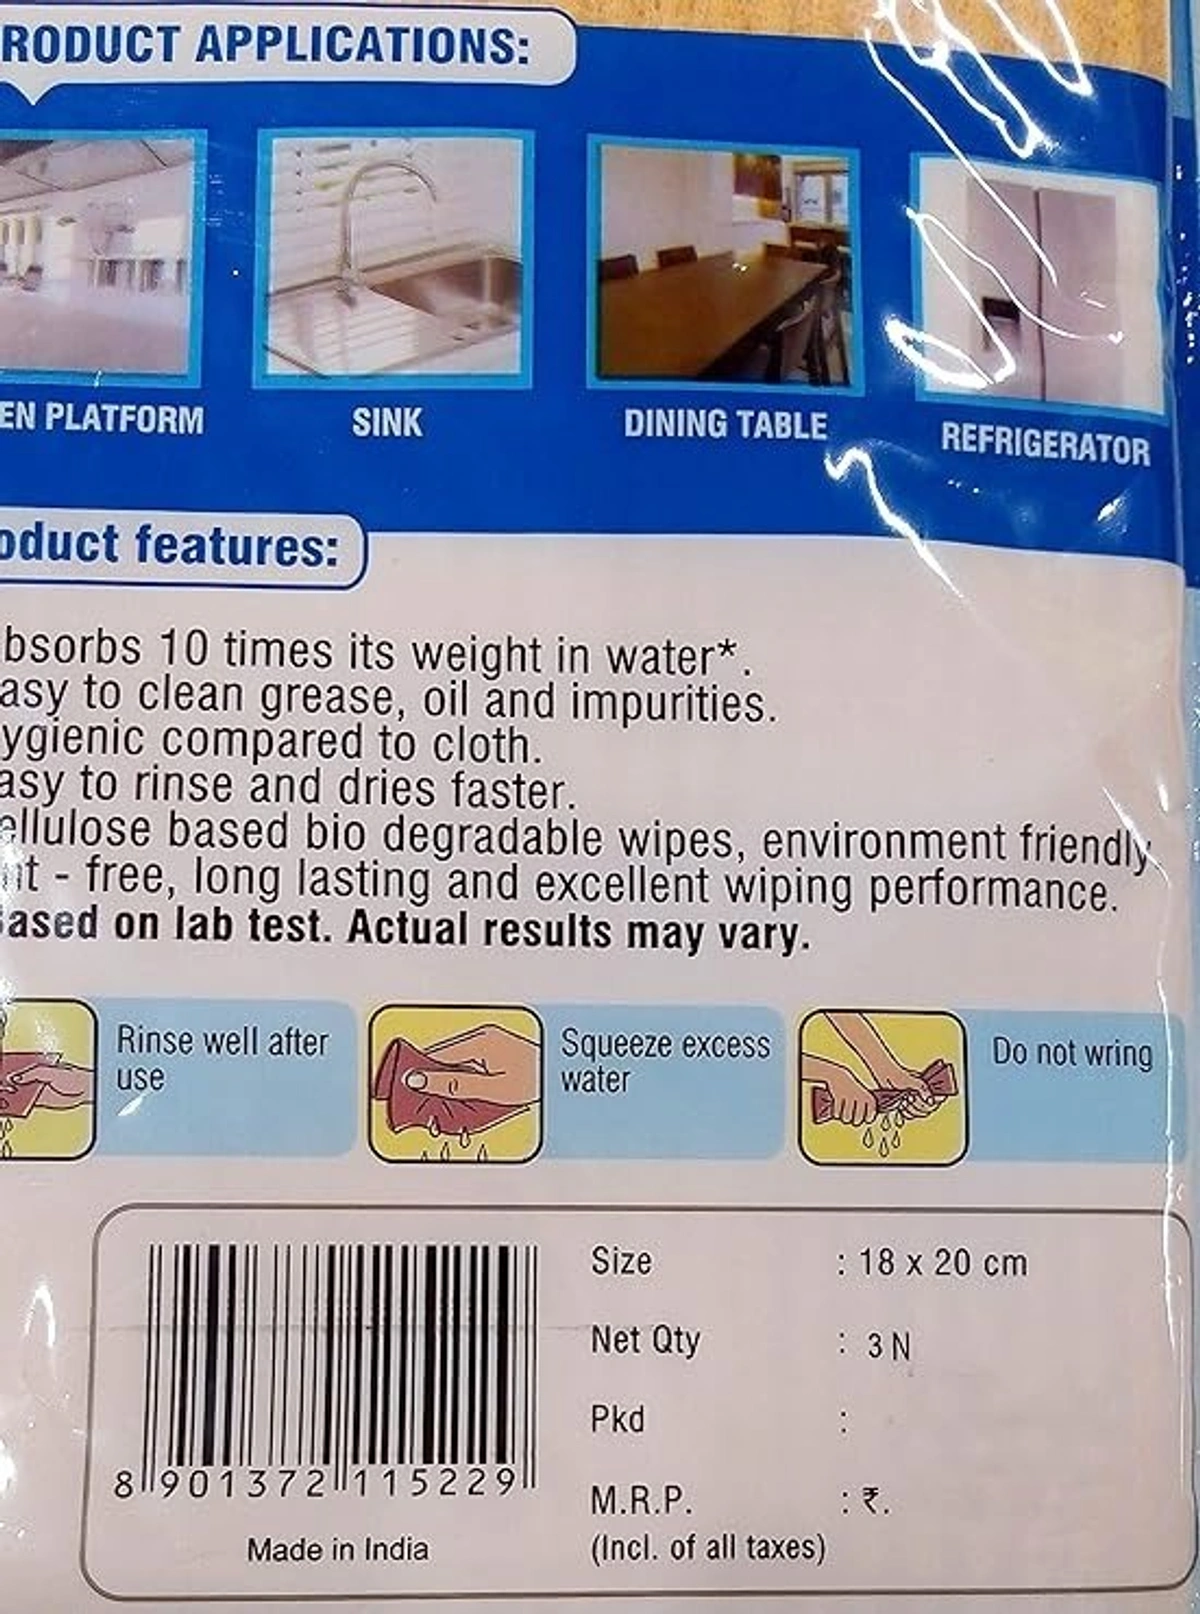 RODUCT APPLICATIONS:
EN PLATFORM
SINK
DINING TABLE
REFRIGERATOR
oduct features:
bsorbs 10 times its weight in water*.
asy to clean grease, oil and impurities.
ygienic compared to cloth.
asy to rinse and dries faster.
ellulose based bio degradable wipes, environment friendly.
nt - free, long lasting and excellent wiping performance.
ased on lab test. Actual results may vary.
Rinse well after
use
Squeeze excess
water
Do not wring
Size : 18 x 20 cm
Net Qty : 3 N
Pkd :
M.R.P. : ₹.
(Incl. of all taxes)
8 901372 115229
Made in India